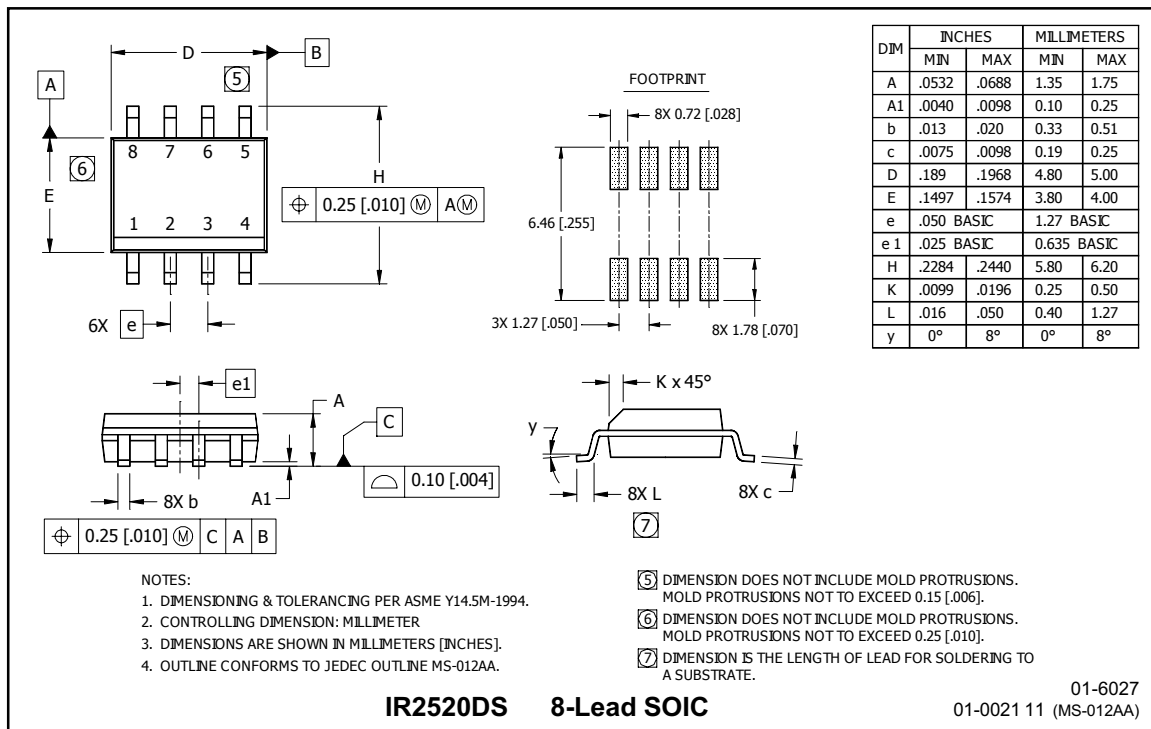 D
B
A
5
8 7 6 5
6
E
H
0.25 [.010] Ⓜ A Ⓜ
1 2 3 4
6X e
FOOTPRINT
8X 0.72 [.028]
6.46 [.255]
3X 1.27 [.050]
8X 1.78 [.070]
DIM INCHES MILLIMETERS
MIN MAX MIN MAX
A .0532 .0688 1.35 1.75
A1 .0040 .0098 0.10 0.25
b .013 .020 0.33 0.51
c .0075 .0098 0.19 0.25
D .189 .1968 4.80 5.00
E .1497 .1574 3.80 4.00
e .050 BASIC 1.27 BASIC
e 1 .025 BASIC 0.635 BASIC
H .2284 .2440 5.80 6.20
K .0099 .0196 0.25 0.50
L .016 .050 0.40 1.27
y 0° 8° 0° 8°
e1
A
C
0.10 [.004]
A1
8X b
0.25 [.010] Ⓜ C A B
K x 45°
y
8X L
8X c
7
NOTES:
1. DIMENSIONING & TOLERANCING PER ASME Y14.5M-1994.
2. CONTROLLING DIMENSION: MILLIMETER
3. DIMENSIONS ARE SHOWN IN MILLIMETERS [INCHES].
4. OUTLINE CONFORMS TO JEDEC OUTLINE MS-012AA.
5 DIMENSION DOES NOT INCLUDE MOLD PROTRUSIONS.
MOLD PROTRUSIONS NOT TO EXCEED 0.15 [.006].
6 DIMENSION DOES NOT INCLUDE MOLD PROTRUSIONS.
MOLD PROTRUSIONS NOT TO EXCEED 0.25 [.010].
7 DIMENSION IS THE LENGTH OF LEAD FOR SOLDERING TO
A SUBSTRATE.
IR2520DS 8-Lead SOIC
01-6027
01-0021 11 (MS-012AA)